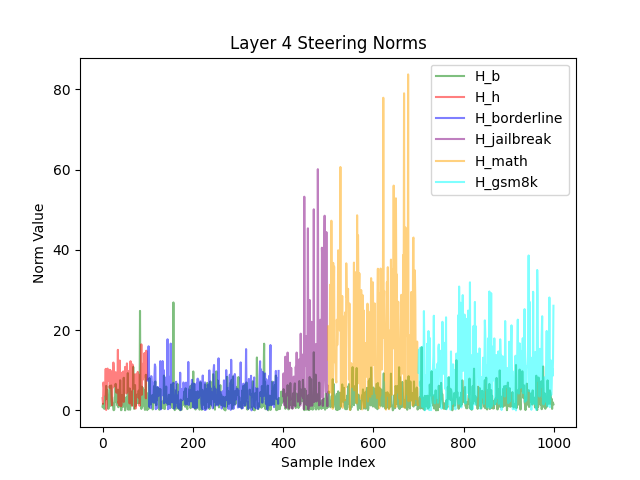 Layer 4 Steering Norms
H_b
H_h
H_borderline
H_jailbreak
H_math
H_gsm8k
80
60
40
20
0
Norm Value
0 200 400 600 800 1000
Sample Index